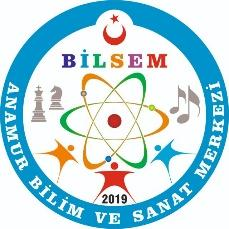 BİLSEM
ANAMUR BİLİM VE SANAT MERKEZİ
2019